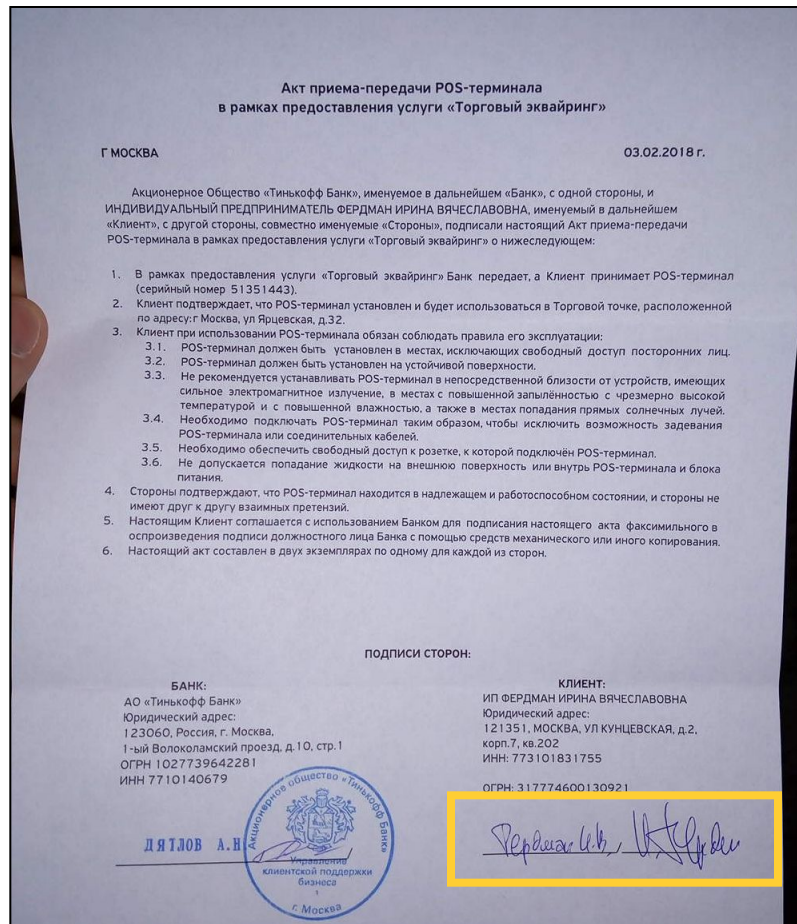 Акт приема-передачи POS-терминала
в рамках предоставления услуги «Торговый эквайринг»
Г МОСКВА
03.02.2018 г.
Акционерное Общество «Тинькофф Банк», именуемое в дальнейшем «Банк», с одной стороны, и
ИНДИВИДУАЛЬНЫЙ ПРЕДПРИНИМАТЕЛЬ ФЕРДМАН ИРИНА ВЯЧЕСЛАВОВНА, именуемый в дальнейшем
«Клиент», с другой стороны, совместно именуемые «Стороны», подписали настоящий Акт приема-передачи
POS-терминала в рамках предоставления услуги «Торговый эквайринг» о нижеследующем:
1. В рамках предоставления услуги «Торговый эквайринг» Банк передает, а Клиент принимает POS-терминал
(серийный номер 51351443).
2. Клиент подтверждает, что POS-терминал установлен и будет использоваться в Торговой точке, расположенной
по адресу:г Москва, ул Ярцевская, д.32.
3. Клиент при использовании POS-терминала обязан соблюдать правила его эксплуатации:
3.1. POS-терминал должен быть установлен в местах, исключающих свободный доступ посторонних лиц.
3.2. POS-терминал должен быть установлен на устойчивой поверхности.
3.3. Не рекомендуется устанавливать POS-терминал в непосредственной близости от устройств, имеющих
сильное электромагнитное излучение, в местах с повышенной запылённостью с чрезмерно высокой
температурой и с повышенной влажностью, а также в местах попадания прямых солнечных лучей.
3.4. Необходимо подключать POS-терминал таким образом, чтобы исключить возможность задевания
POS-терминала или соединительных кабелей.
3.5. Необходимо обеспечить свободный доступ к розетке, к которой подключён POS-терминал.
3.6. Не допускается попадание жидкости на внешнюю поверхность или внутрь POS-терминала и блока
питания.
4. Стороны подтверждают, что POS-терминал находится в надлежащем и работоспособном состоянии, и стороны не
имеют друг к другу взаимных претензий.
5. Настоящим Клиент соглашается с использованием Банком для подписания настоящего акта факсимильного в
оспроизведения подписи должностного лица Банка с помощью средств механического или иного копирования.
6. Настоящий акт составлен в двух экземплярах по одному для каждой из сторон.
ПОДПИСИ СТОРОН:
БАНК:
АО «Тинькофф Банк»
Юридический адрес:
123060, Россия, г. Москва,
1-ый Волоколамский проезд, д.10, стр.1
ОГРН 1027739642281
ИНН 7710140679
ДЯТЛОВ А.Н
Акционерное общество «Тинькофф Банк»
Управление
клиентской поддержки
бизнеса
1
г. Москва
КЛИЕНТ:
ИП ФЕРДМАН ИРИНА ВЯЧЕСЛАВОВНА
Юридический адрес:
121351, МОСКВА, УЛ КУНЦЕВСКАЯ, д.2,
корп.7, кв.202
ИНН: 773101831755
ОГРН: 317774600130921
Фердман И.В,